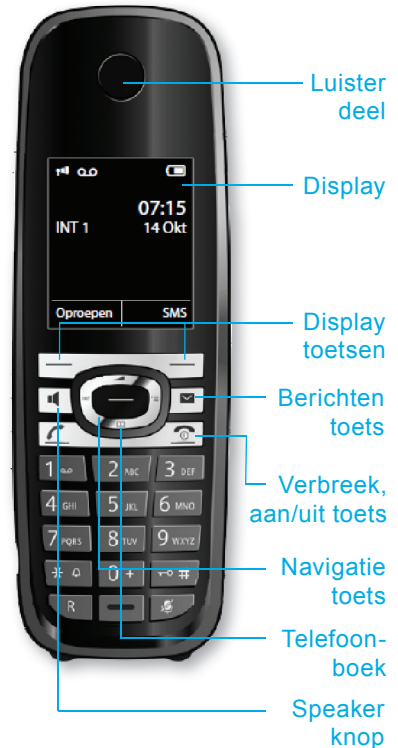 Luister
deel
Display
07:15
INT 1 14 Okt
Oproepen SMS
Display
toetsen
Berichten
toets
1 2 ABC 3 DEF
Verbreek,
aan/uit toets
4 GHI 5 JKL 6 MNO
7 PQRS 8 TUV 9 WXYZ
* 0 + #
Navigatie
toets
R
Telefoon-
boek
Speaker
knop